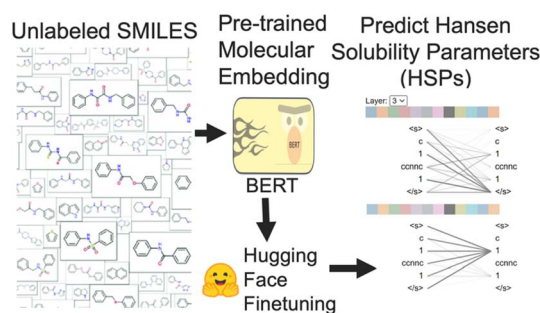 Unlabeled SMILES
Pre-trained
Molecular
Embedding
BERT
BERT
Hugging
Face
Finetuning
Predict Hansen
Solubility Parameters
(HSPs)
Layer: 3
<s> <s>
c c
1 1
ccnnc ccnnc
1 1
</s> </s>
<s> <s>
c c
1 1
ccnnc ccnnc
1 1
</s> </s>